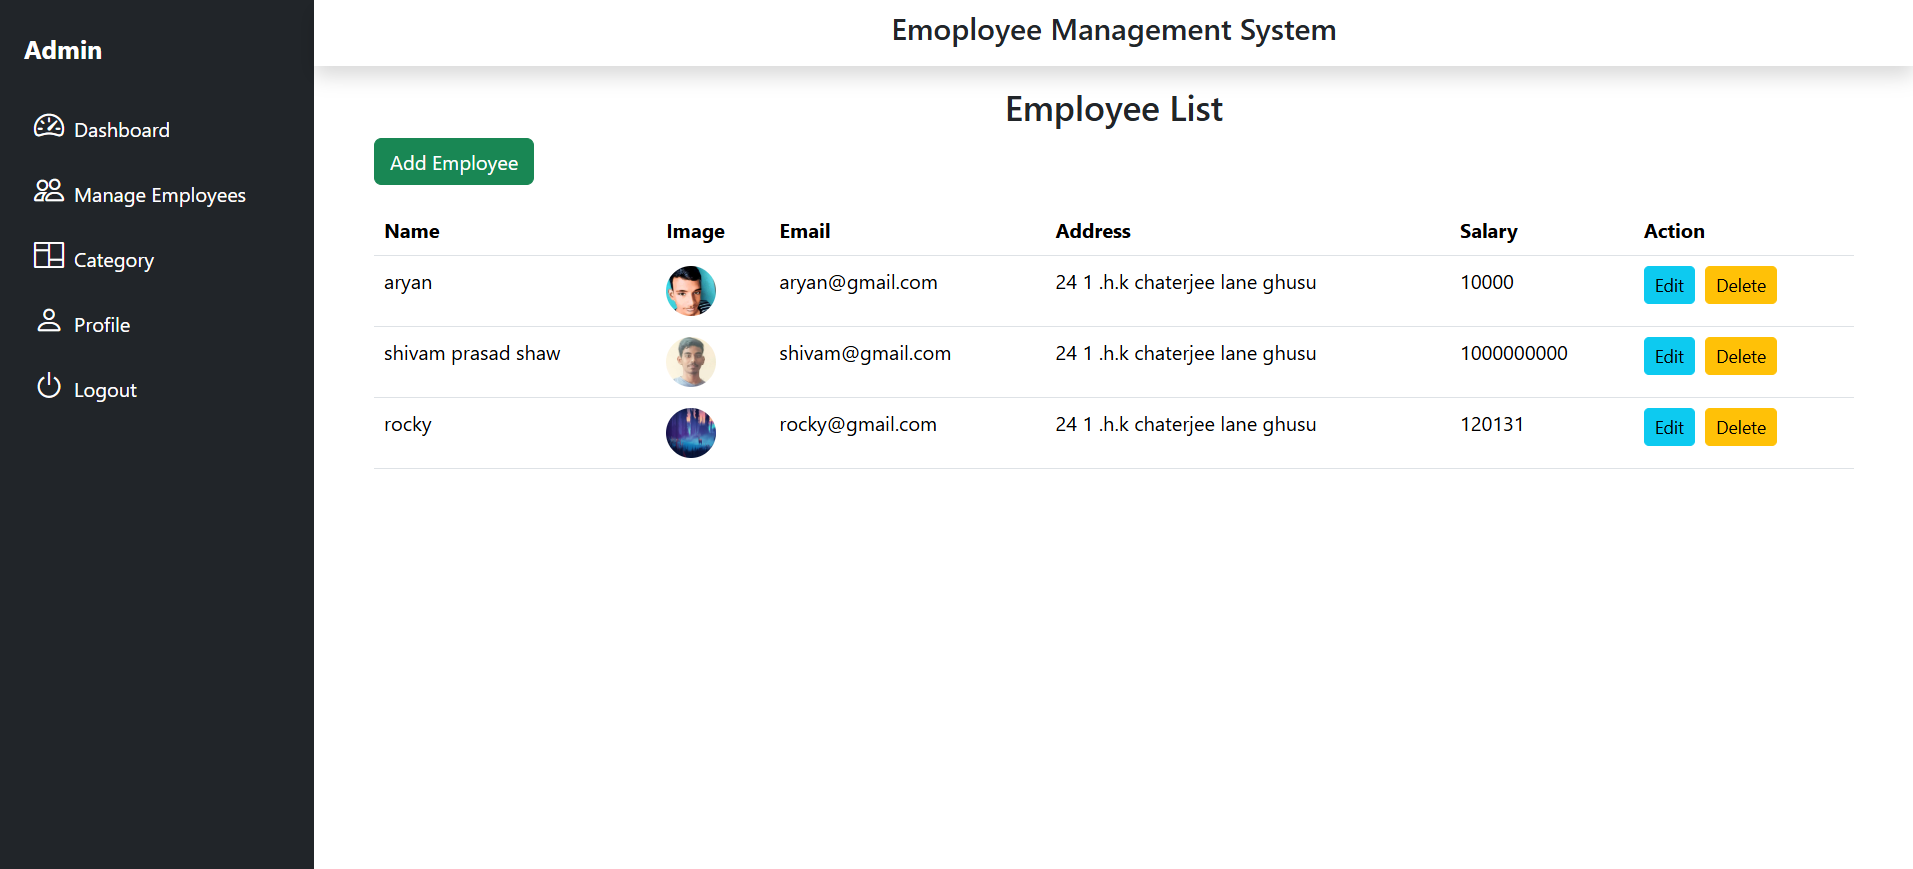 Admin
Dashboard
Manage Employees
Category
Profile
Logout
Emoployee Management System
Employee List
Add Employee
Name Image Email Address Salary Action
aryan aryan@gmail.com 24 1 .h.k chaterjee lane ghusu 10000 Edit Delete
shivam prasad shaw shivam@gmail.com 24 1 .h.k chaterjee lane ghusu 1000000000 Edit Delete
rocky rocky@gmail.com 24 1 .h.k chaterjee lane ghusu 120131 Edit Delete